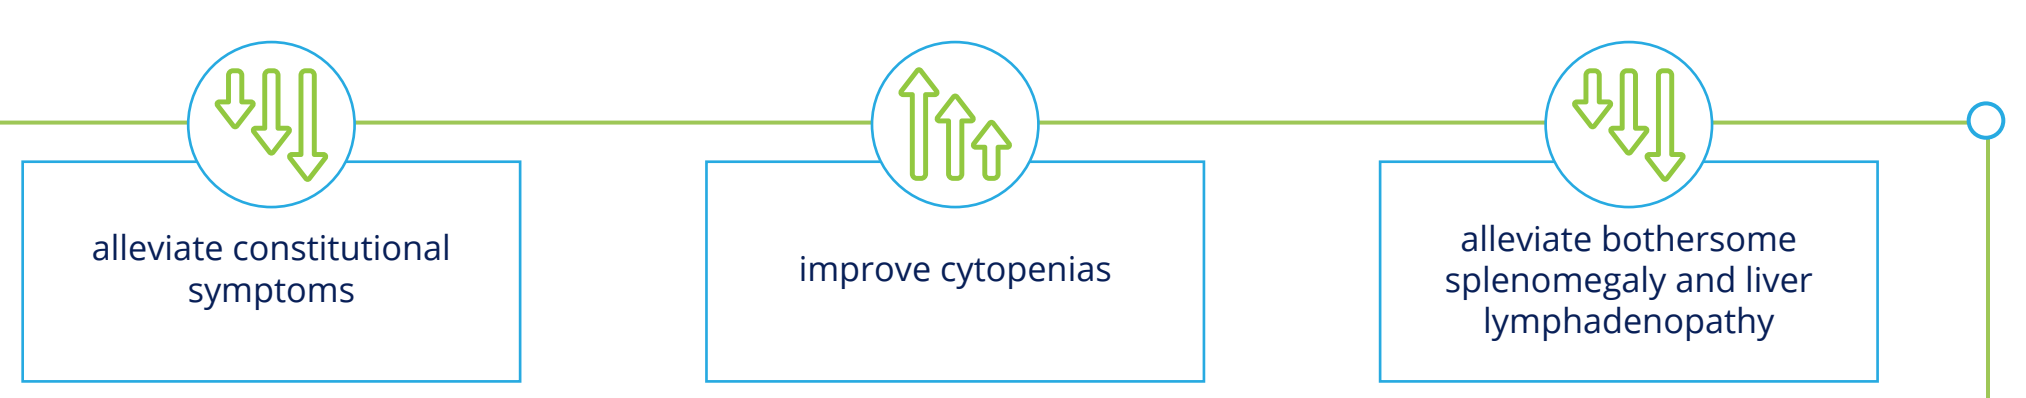 alleviate constitutional
symptoms
improve cytopenias
alleviate bothersome
splenomegaly and liver
lymphadenopathy